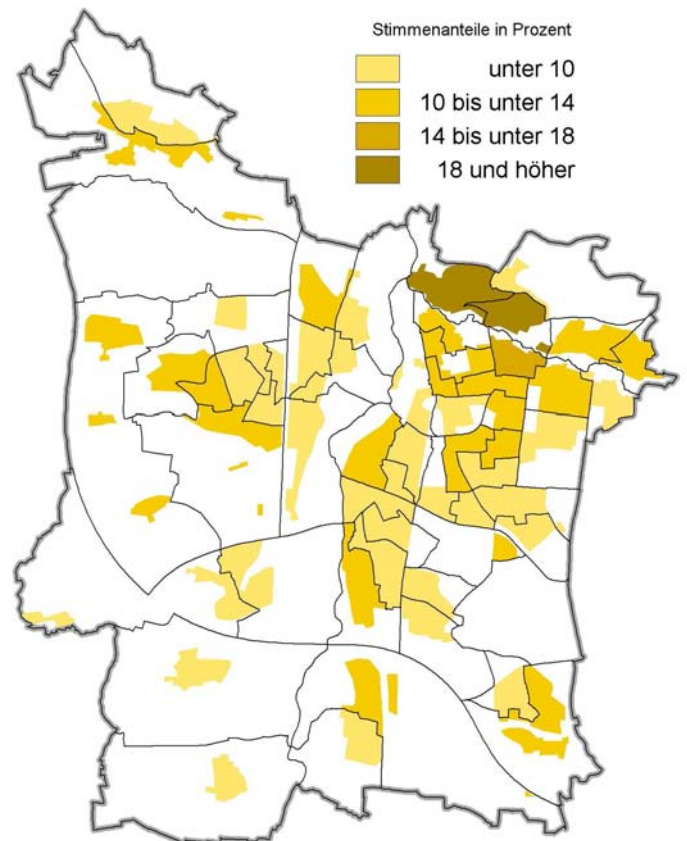 Stimmenanteile in Prozent
unter 10
10 bis unter 14
14 bis unter 18
18 und höher